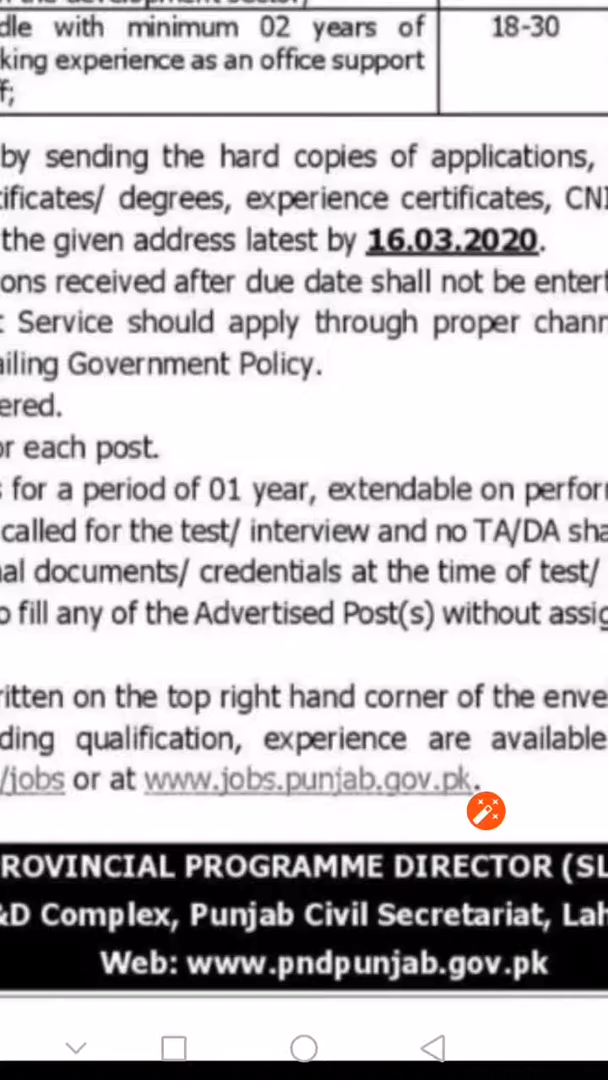 dle with minimum 02 years of 18-30
king experience as an office support
f;
by sending the hard copies of applications,
tificates/ degrees, experience certificates, CNI
the given address latest by 16.03.2020.
ons received after due date shall not be entert
t Service should apply through proper chann
ailing Government Policy.
ered.
or each post.
s for a period of 01 year, extendable on perform
called for the test/ interview and no TA/DA sha
nal documents/ credentials at the time of test/
o fill any of the Advertised Post(s) without assig
ritten on the top right hand corner of the enve
ding qualification, experience are available
/jobs or at www.jobs.punjab.gov.pk.
ROVINCIAL PROGRAMME DIRECTOR (SL
&D Complex, Punjab Civil Secretariat, Lah
Web: www.pndpunjab.gov.pk